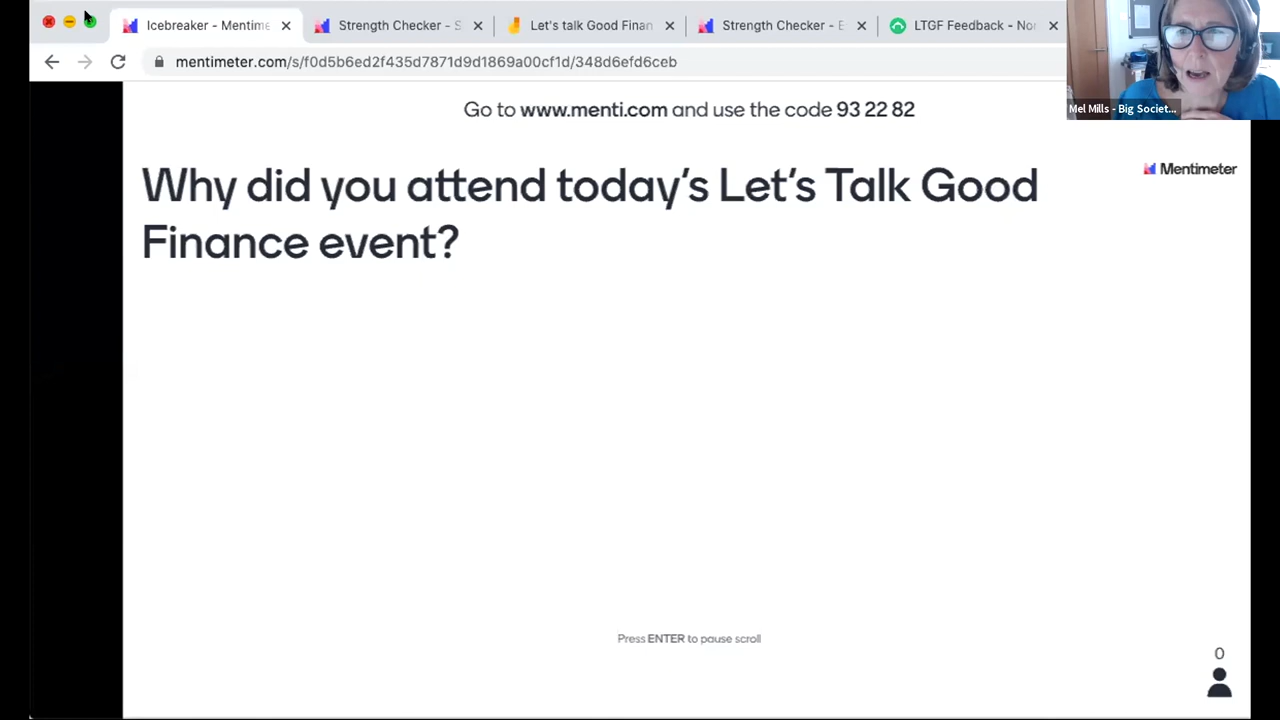 Icebreaker - Mentime
Strength Checker - S
Let's talk Good Finan
Strength Checker - E
LTGF Feedback - Nor
mentimeter.com/s/f0d5b6ed2f435d7871d9d1869a00cf1d/348d6efd6ceb
Mel Mills - Big Societ...
Go to www.menti.com and use the code 93 22 82
Mentimeter
Why did you attend today's Let's Talk Good
Finance event?
Press ENTER to pause scroll
0